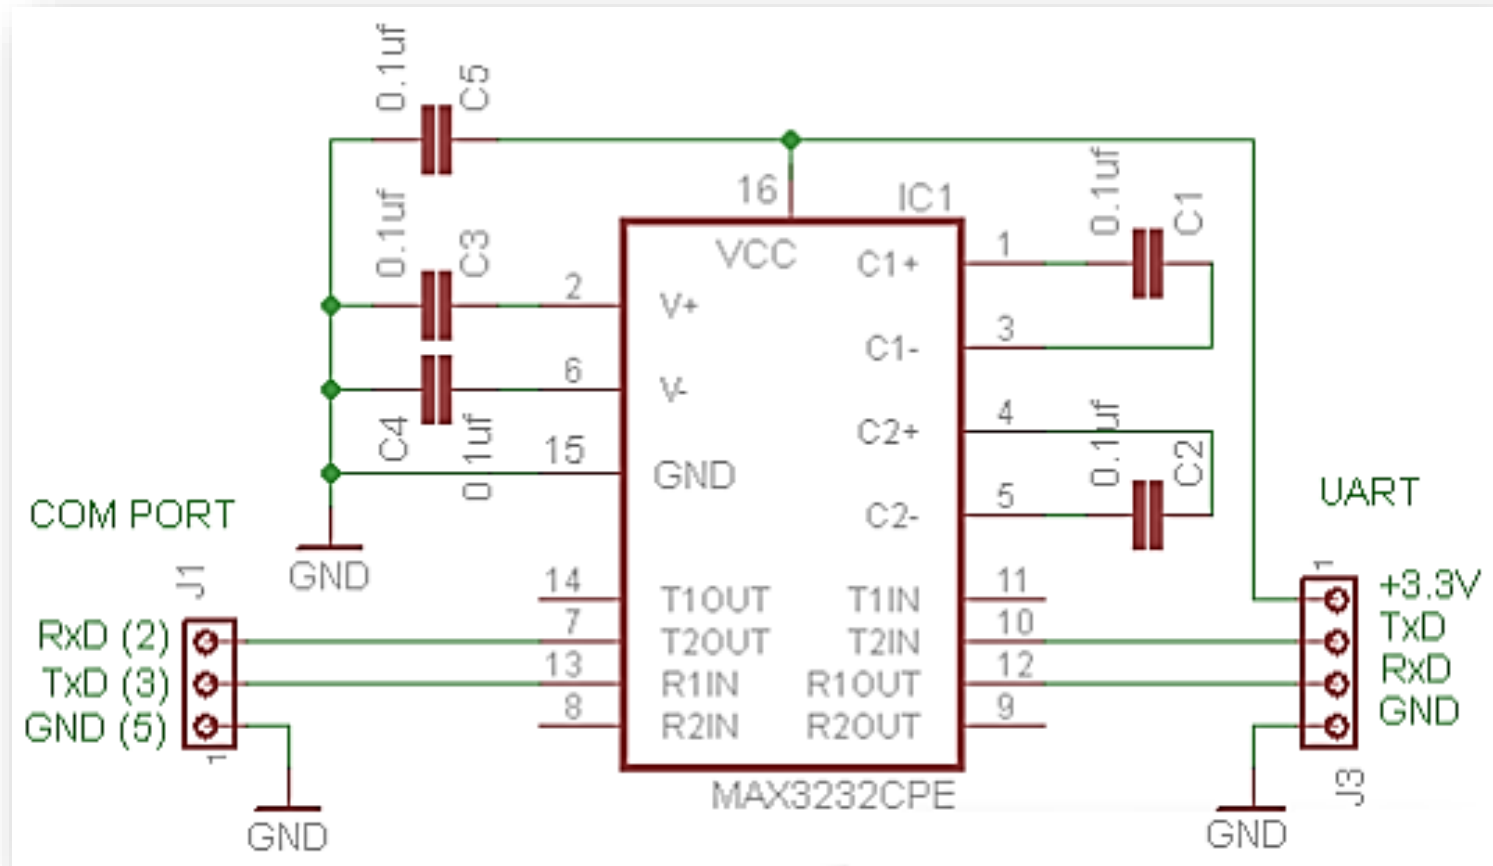 0.1uf
C5
0.1uf
C3
C4
0.1uf
16
IC1
VCC
2
V+
6
V-
15
GND
C1+
1
C1-
3
C2+
4
C2-
5
0.1uf
C1
0.1uf
C2
GND
COM PORT
J1
RxD (2)
TxD (3)
GND (5)
1
GND
14
T1OUT
7
T2OUT
13
R1IN
8
R2IN
T1IN
11
T2IN
10
R1OUT
12
R2OUT
9
MAX3232CPE
UART
1
+3.3V
TxD
RxD
GND
J3
GND